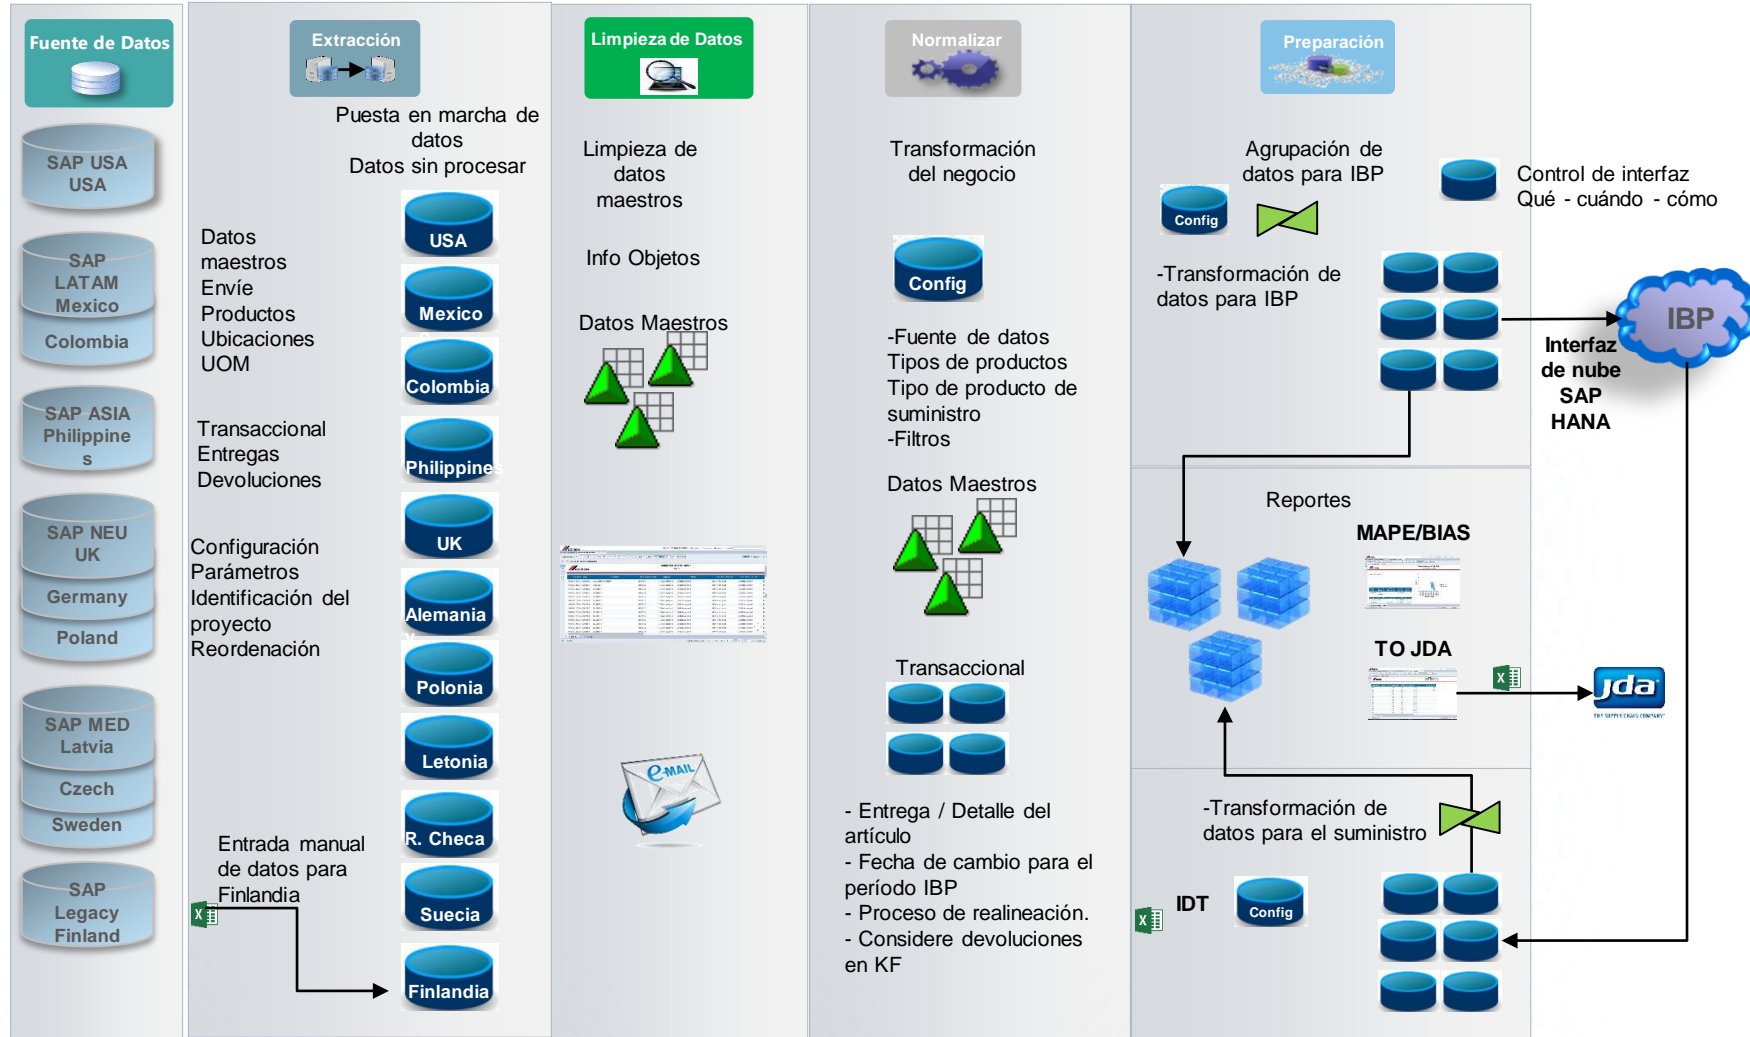 Fuente de Datos
SAP USA
USA
SAP
LATAM
Mexico
Colombia
SAP ASIA
Philippine
s
SAP NEU
UK
Germany
Poland
SAP MED
Latvia
Czech
Sweden
SAP
Legacy
Finland
Extracción
Puesta en marcha de
datos
Datos sin procesar
Datos
maestros
Envíe
Productos
Ubicaciones
UOM
Transaccional
Entregas
Devoluciones
Configuración
Parámetros
Identificación del
proyecto
Reordenación
Entrada manual
de datos para
Finlandia
USA
Mexico
Colombia
Philippines
UK
Alemania
Polonia
Letonia
R. Checa
Suecia
Finlandia
Limpieza de Datos
Limpieza de
datos
maestros
Info Objetos
Datos Maestros
e-MAIL
Normalizar
Transformación
del negocio
Config
-Fuente de datos
Tipos de productos
Tipo de producto de
suministro
-Filtros
Datos Maestros
Transaccional
- Entrega / Detalle del
artículo
- Fecha de cambio para el
período IBP
- Proceso de realineación.
- Considere devoluciones
en KF
Preparación
Agrupación de
datos para IBP
Config
-Transformación de
datos para IBP
Control de interfaz
Qué - cuándo - cómo
IBP
Interfaz
de nube
SAP
HANA
Reportes
MAPE/BIAS
TO JDA
jda
THE SUPPLY CHAIN COMPANY
-Transformación de
datos para el suministro
IDT
Config